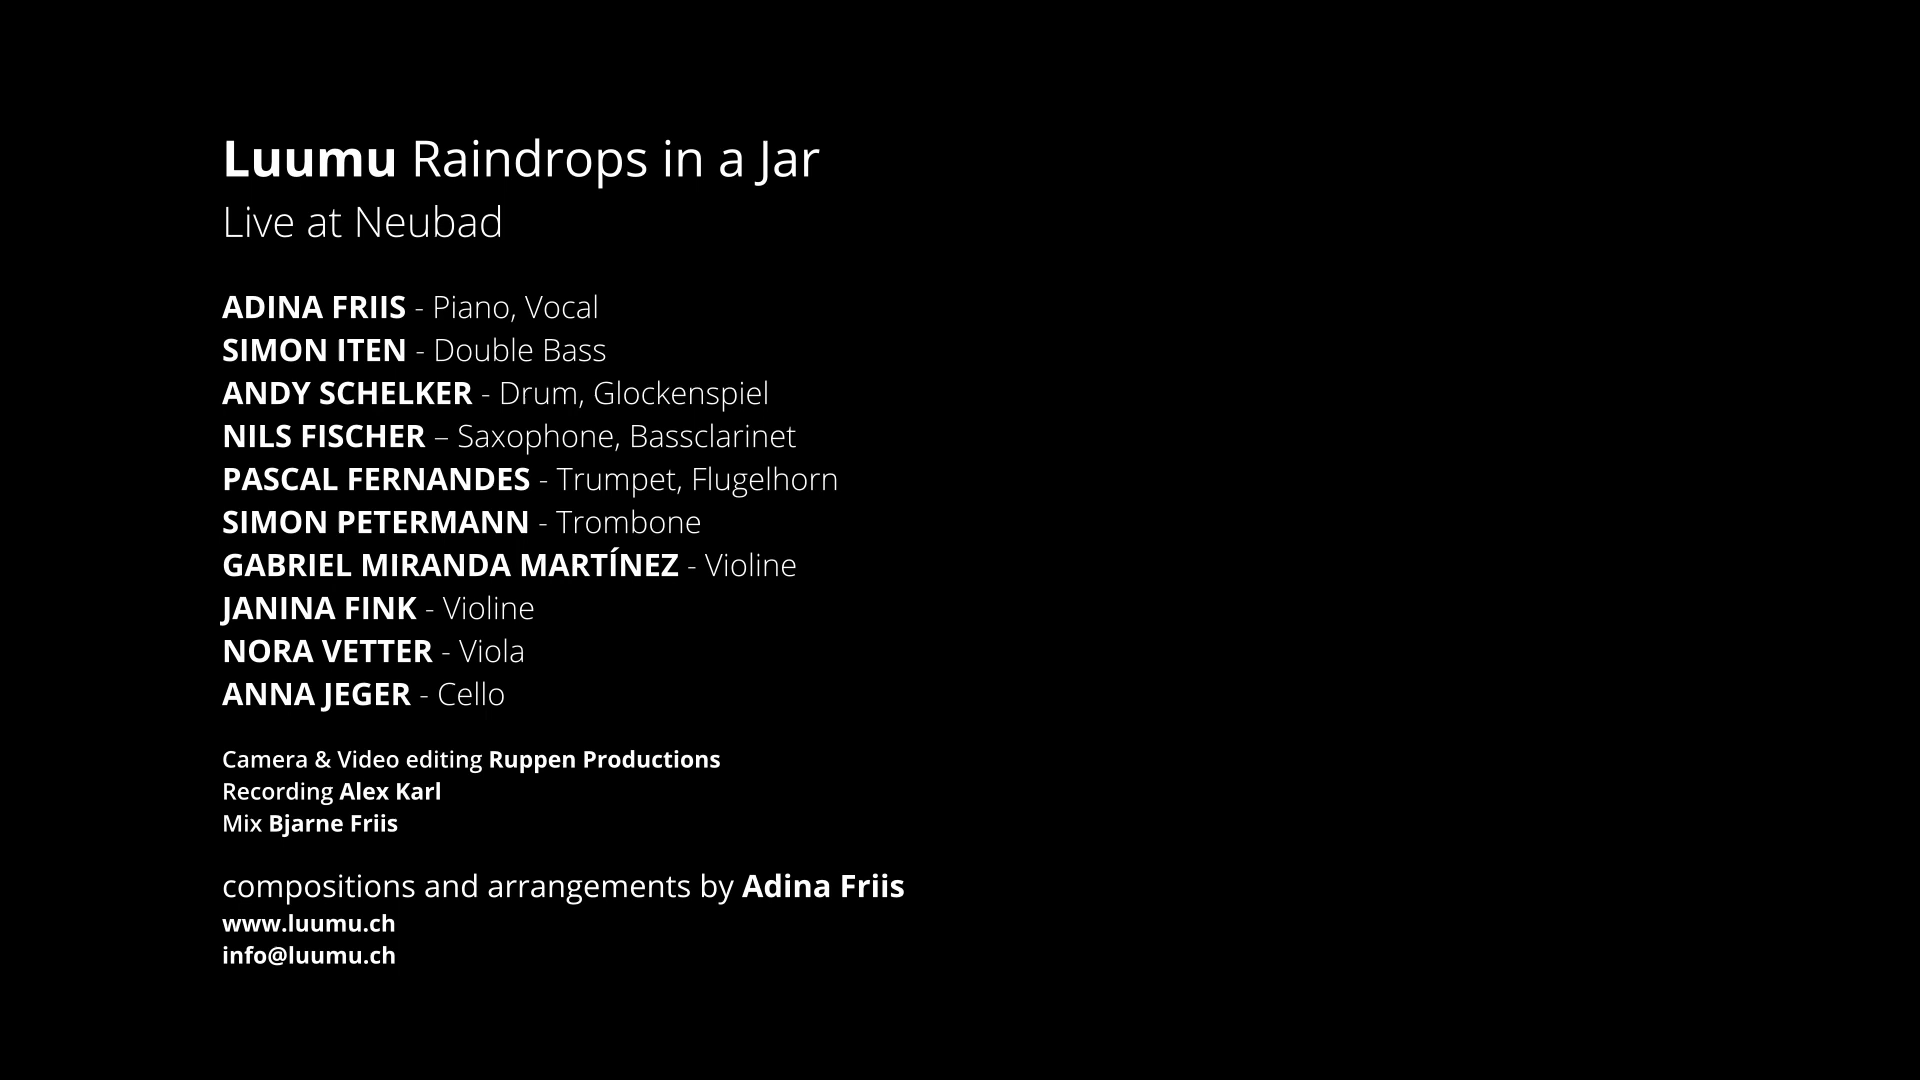 Luumu Raindrops in a Jar
Live at Neubad
ADINA FRIIS - Piano, Vocal
SIMON ITEN - Double Bass
ANDY SCHELKER - Drum, Glockenspiel
NILS FISCHER – Saxophone, Bassclarinet
PASCAL FERNANDES - Trumpet, Flugelhorn
SIMON PETERMANN - Trombone
GABRIEL MIRANDA MARTÍNEZ - Violine
JANINA FINK - Violine
NORA VETTER - Viola
ANNA JEGER - Cello
Camera & Video editing Ruppen Productions
Recording Alex Karl
Mix Bjarne Friis
compositions and arrangements by Adina Friis
www.luumu.ch
info@luumu.ch